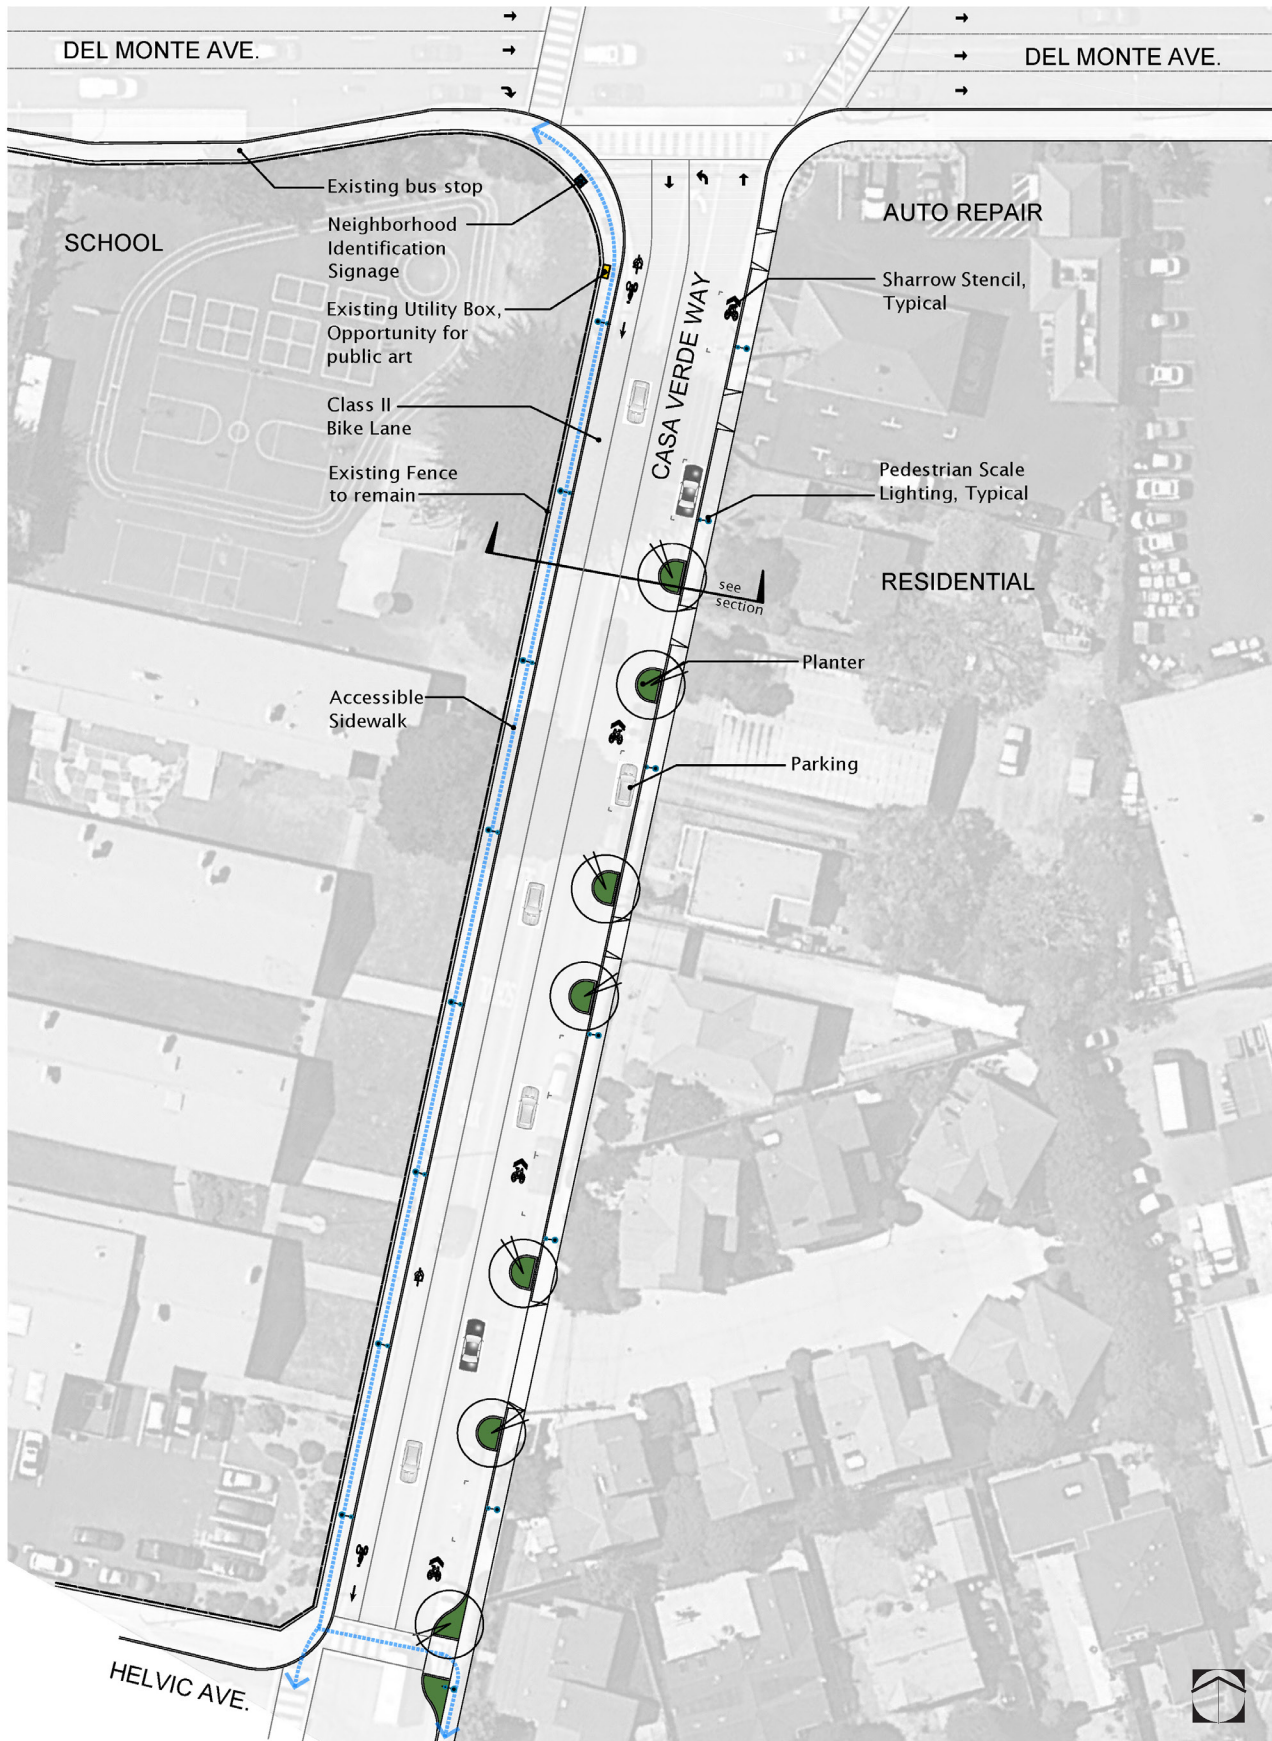 DEL MONTE AVE.
DEL MONTE AVE.
Existing bus stop
SCHOOL
Neighborhood
Identification
Signage
Existing Utility Box,
Opportunity for
public art
Class II
Bike Lane
Existing Fence
to remain
Accessible
Sidewalk
CASA VERDE WAY
AUTO REPAIR
Sharrow Stencil,
Typical
Pedestrian Scale
Lighting, Typical
see
section
RESIDENTIAL
Planter
Parking
HELVIC AVE.